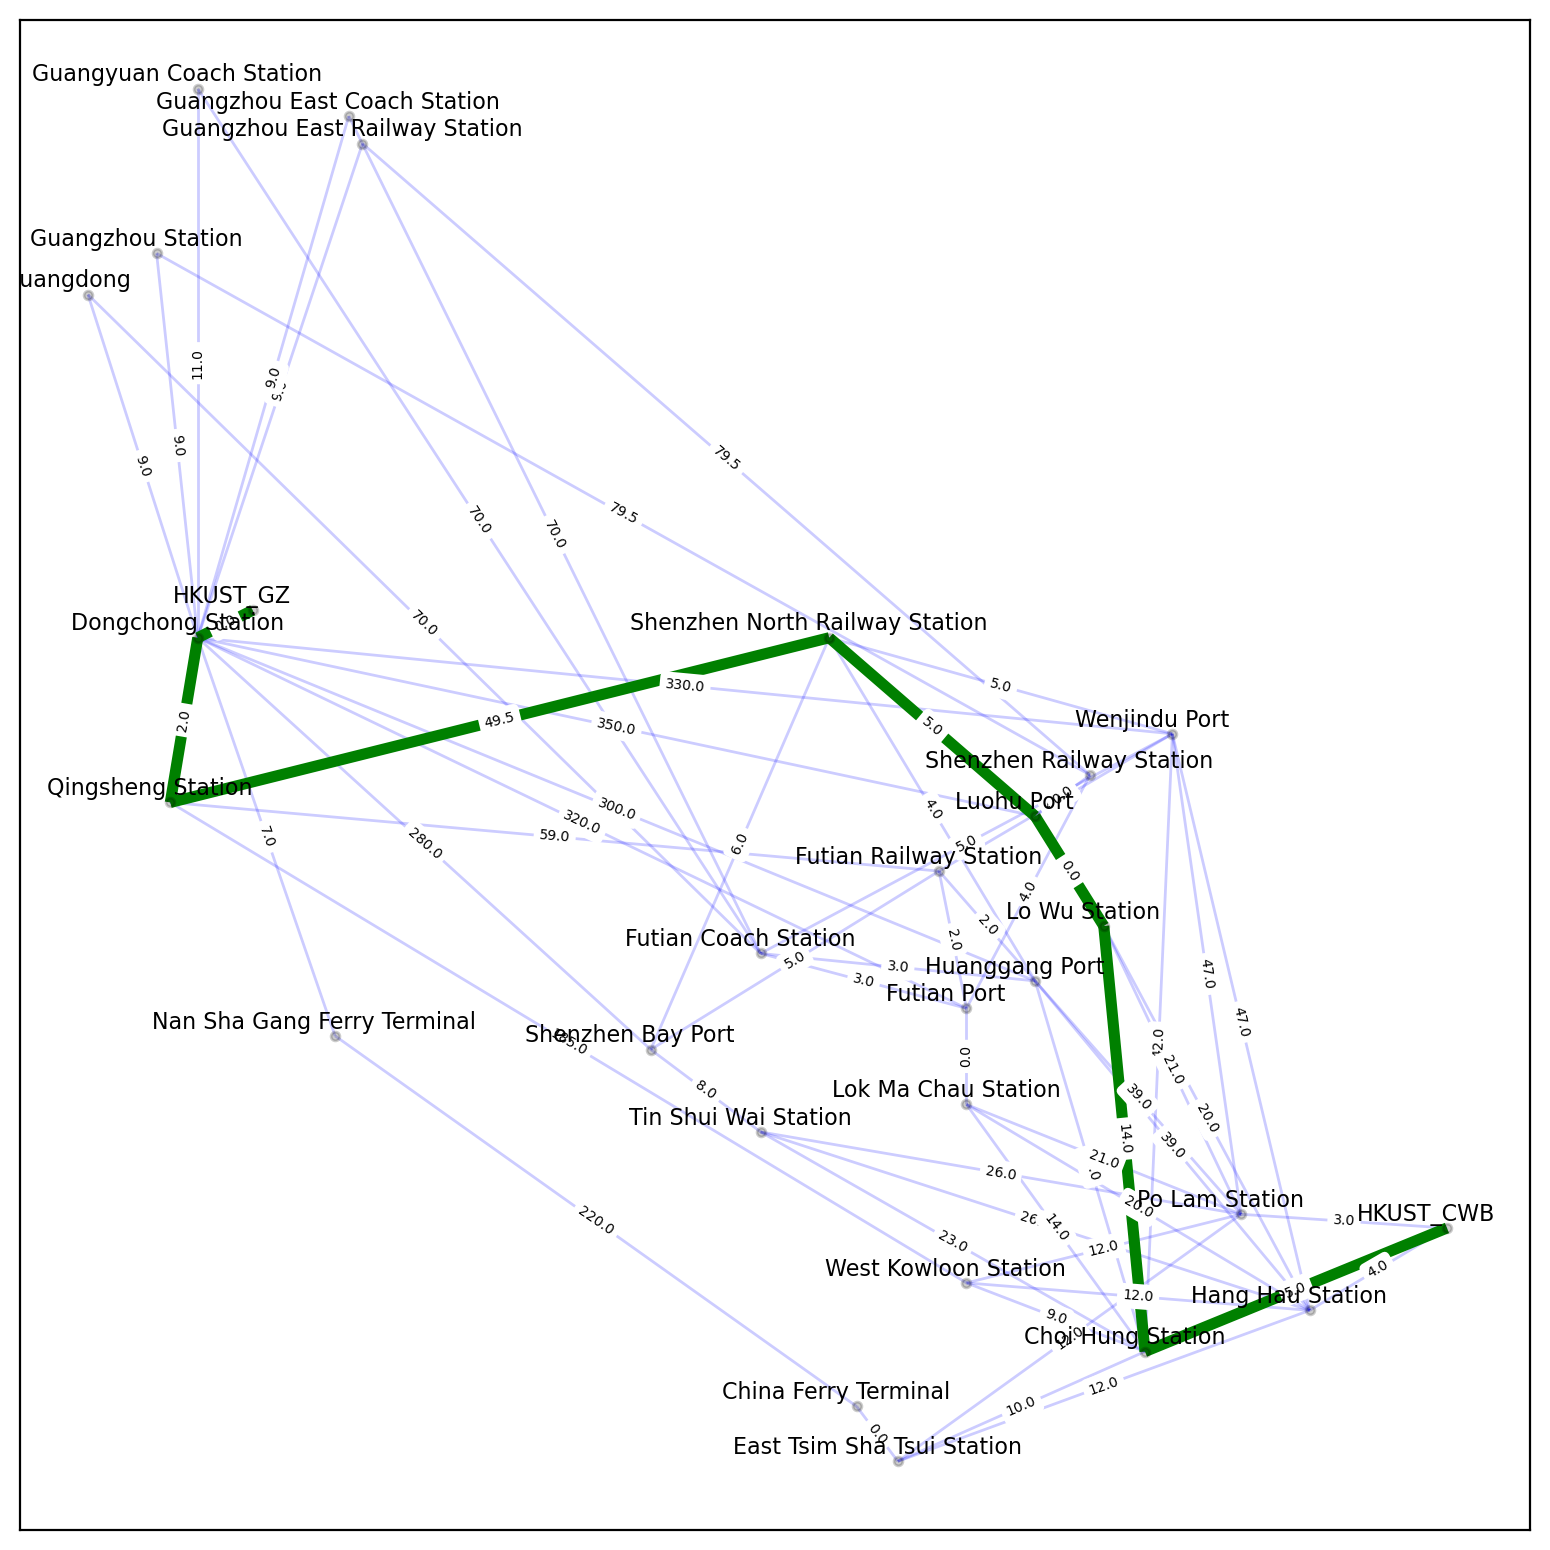 Guangyuan Coach Station
Guangzhou East Coach Station
Guangzhou East Railway Station
Guangzhou Station
uangdong
11.0
9.0
9.0
9.0
79.5
79.5
70.0
70.0
70.0
HKUST_GZ
Dongchong Station
Shenzhen North Railway Station
330.0
5.0
2.0
49.5
350.0
5.0
Wenjindu Port
Shenzhen Railway Station
Qingsheng Station
Luohu Port
0.0
300.0
320.0
4.0
7.0
280.0
59.0
6.0
5.0
Futian Railway Station
0.0
4.0
Lo Wu Station
2.0
2.0
Futian Coach Station
5.0
3.0
3.0
Huanggang Port
Futian Port
47.0
47.0
Nan Sha Gang Ferry Terminal
Shenzhen Bay Port
0.0
21.0
8.0
Lok Ma Chau Station
39.0
20.0
Tin Shui Wai Station
14.0
39.0
21.0
26.0
20.0
Po Lam Station
HKUST_CWB
220.0
26
14.0
3.0
23.0
12.0
4.0
West Kowloon Station
12.0
5.0
Hang Hau Station
9.0
Choi Hung Station
China Ferry Terminal
10.0
12.0
0.0
East Tsim Sha Tsui Station